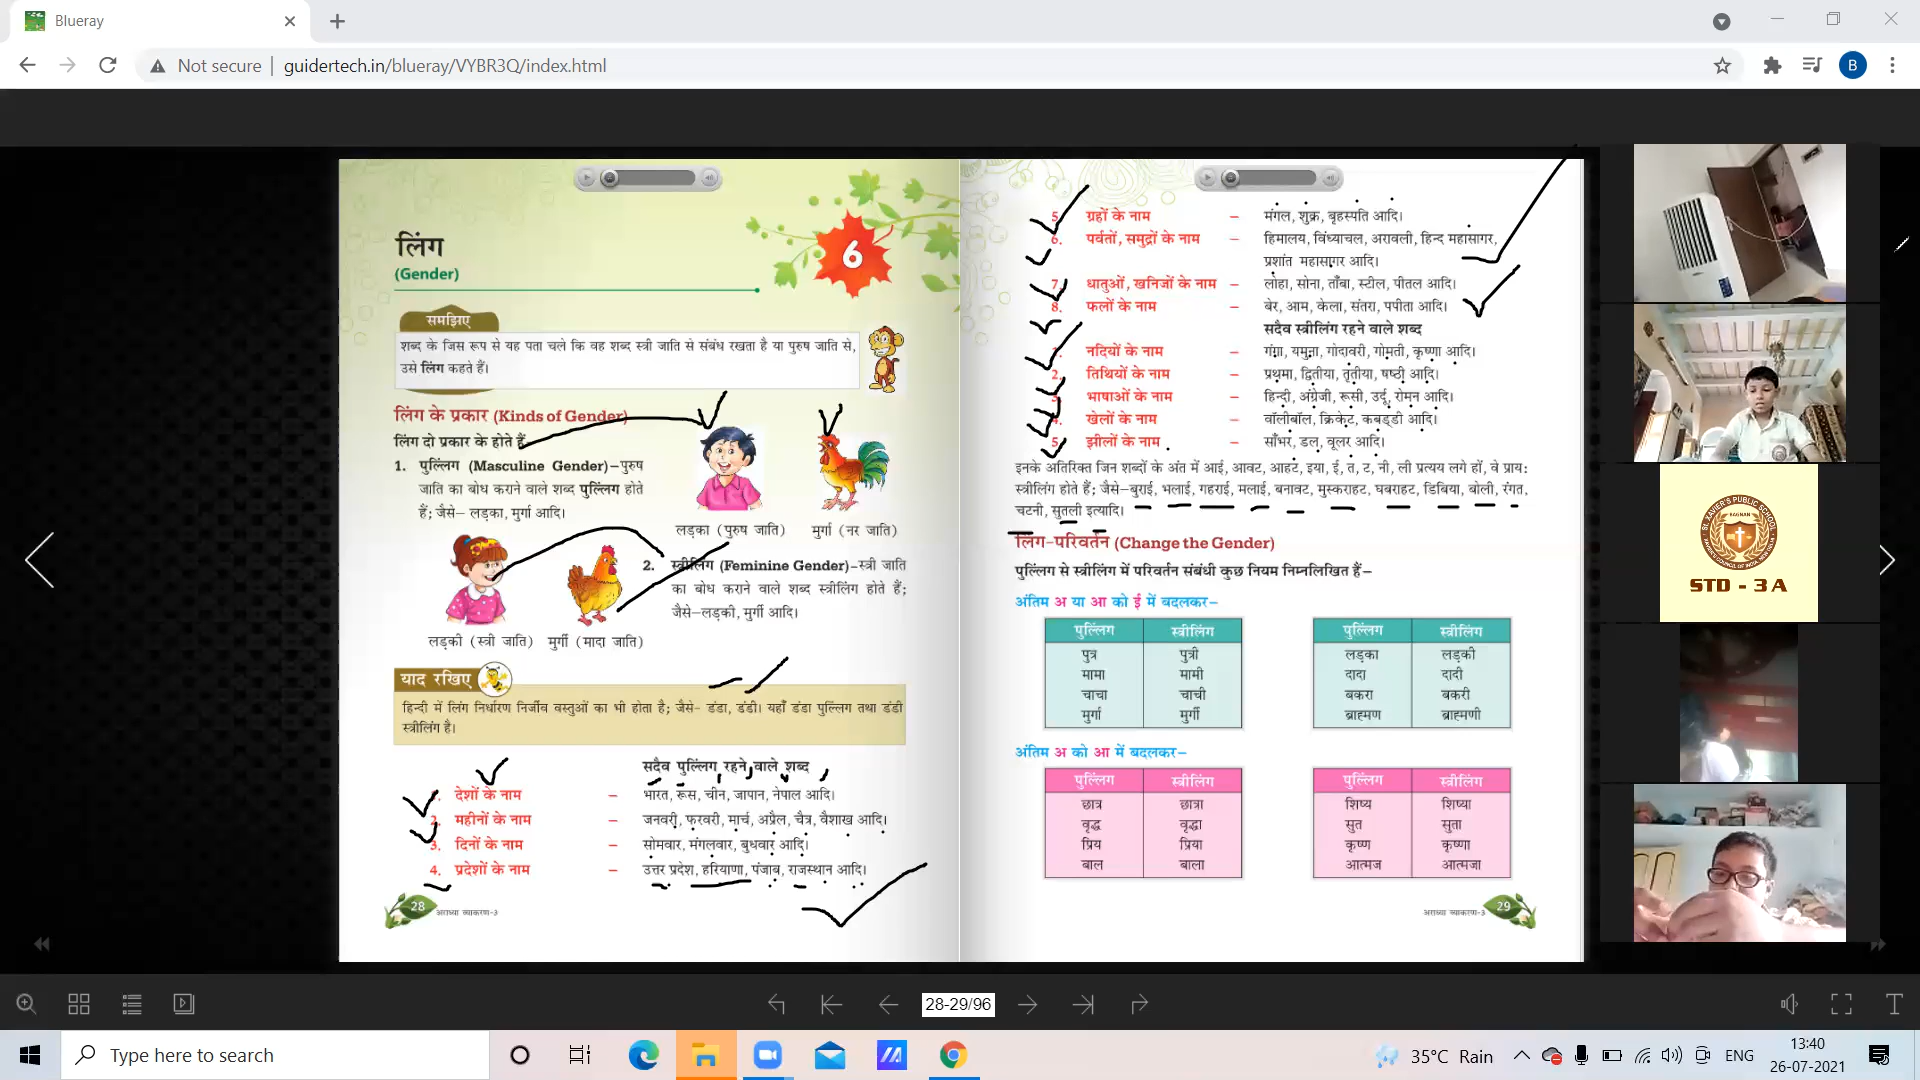 Blueray
Not secure | guidertech.in/blueray/VYBR3Q/index.html
B
लिंग
(Gender)
6
समझिए
शब्द के जिस रूप से यह पता चले कि वह शब्द स्त्री जाति से संबंध रखता है या पुरुष जाति से,
उसे लिंग कहते हैं।
लिंग के प्रकार (Kinds of Gender)
लिंग दो प्रकार के होते हैं
1. पुल्लिंग (Masculine Gender)–पुरुष
जाति का बोध कराने वाले शब्द पुल्लिंग होते
हैं; जैसे– लड़का, मुर्गा आदि।
लड़का (पुरुष जाति) मुर्गा (नर जाति)
2. स्त्रीलिंग (Feminine Gender)–स्त्री जाति
का बोध कराने वाले शब्द स्त्रीलिंग होते हैं;
जैसे–लड़की, मुर्गी आदि।
लड़की (स्त्री जाति) मुर्गी (मादा जाति)
याद रखिए
हिन्दी में लिंग निर्धारण निर्जीव वस्तुओं का भी होता है; जैसे– डंडा, डंडी। यहाँ डंडा पुल्लिंग तथा डंडी
स्त्रीलिंग है।
सदैव पुल्लिंग रहने वाले शब्द
1. देशों के नाम – भारत, रूस, चीन, जापान, नेपाल आदि।
2. महीनों के नाम – जनवरी, फरवरी, मार्च, अप्रैल, चैत्र, वैशाख आदि।
3. दिनों के नाम – सोमवार, मंगलवार, बुधवार आदि।
4. प्रदेशों के नाम – उत्तर प्रदेश, हरियाणा, पंजाब, राजस्थान आदि।
28 अराध्या व्याकरण-3
5. ग्रहों के नाम – मंगल, शुक्र, बृहस्पति आदि।
6. पर्वतों, समुद्रों के नाम – हिमालय, विंध्याचल, अरावली, हिन्द महासागर,
प्रशांत महासागर आदि।
7. धातुओं, खनिजों के नाम – लोहा, सोना, ताँबा, स्टील, पीतल आदि।
8. फलों के नाम – बेर, आम, केला, संतरा, पपीता आदि।
सदैव स्त्रीलिंग रहने वाले शब्द
1. नदियों के नाम – गंगा, यमुना, गोदावरी, गोमती, कृष्णा आदि।
2. तिथियों के नाम – प्रथमा, द्वितीया, तृतीया, षष्ठी आदि।
3. भाषाओं के नाम – हिन्दी, अंग्रेजी, रूसी, उर्दू, रोमन आदि।
4. खेलों के नाम – वॉलीबॉल, क्रिकेट, कबड्डी आदि।
5. झीलों के नाम – साँभर, डल, वूलर आदि।
इनके अतिरिक्त जिन शब्दों के अंत में आई, आवट, आहट, इया, ई, त, ट, नी, ली प्रत्यय लगे हों, वे प्रायः
स्त्रीलिंग होते हैं; जैसे–बुराई, भलाई, गहराई, मलाई, बनावट, मुस्कराहट, घबराहट, डिबिया, बोली, रंगत,
चटनी, सुतली इत्यादि।
लिंग-परिवर्तन (Change the Gender)
पुल्लिंग से स्त्रीलिंग में परिवर्तन संबंधी कुछ नियम निम्नलिखित हैं–
अंतिम अ या आ को ई में बदलकर–
पुल्लिंग स्त्रीलिंग पुल्लिंग स्त्रीलिंग
पुत्र पुत्री लड़का लड़की
मामा मामी दादा दादी
चाचा चाची बकरा बकरी
मुर्गा मुर्गी ब्राह्मण ब्राह्मणी
अंतिम अ को आ में बदलकर–
पुल्लिंग स्त्रीलिंग पुल्लिंग स्त्रीलिंग
छात्र छात्रा शिष्य शिष्या
वृद्ध वृद्धा सुत सुता
प्रिय प्रिया कृष्ण कृष्णा
बाल बाला आत्मज आत्मजा
अराध्या व्याकरण-3 29
ST. XAVIER'S PUBLIC SCHOOL
STD - 3 A
28-29/96
Type here to search
35°C Rain
ENG
13:40
26-07-2021